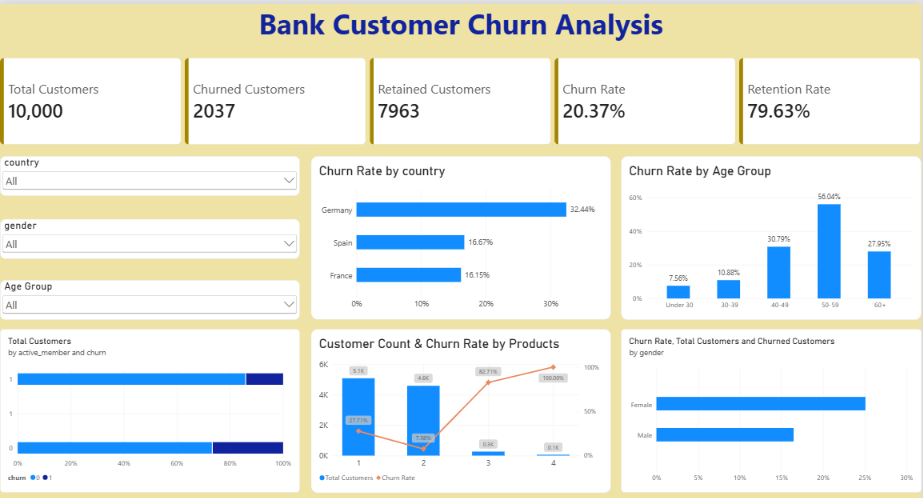 Bank Customer Churn Analysis
Total Customers
10,000
Churned Customers
2037
Retained Customers
7963
Churn Rate
20.37%
Retention Rate
79.63%
country
All
gender
All
Age Group
All
Churn Rate by country
Germany
32.44%
Spain
16.67%
France
16.15%
0% 10% 20% 30%
Churn Rate by Age Group
60%
40%
20%
0%
7.56%
10.88%
30.79%
56.04%
27.95%
Under 30 30-39 40-49 50-59 60+
Total Customers
by active_member and churn
1
1
0
0% 20% 40% 60% 80% 100%
churn 0 1
Customer Count & Churn Rate by Products
6K
4K
2K
0K
100%
50%
0%
5.1K
4.6K
82.71%
100.00%
27.71%
7.58%
0.3K
0.1K
1 2 3 4
Total Customers Churn Rate
Churn Rate, Total Customers and Churned Customers
by gender
Female
Male
0% 5% 10% 15% 20% 25% 30%